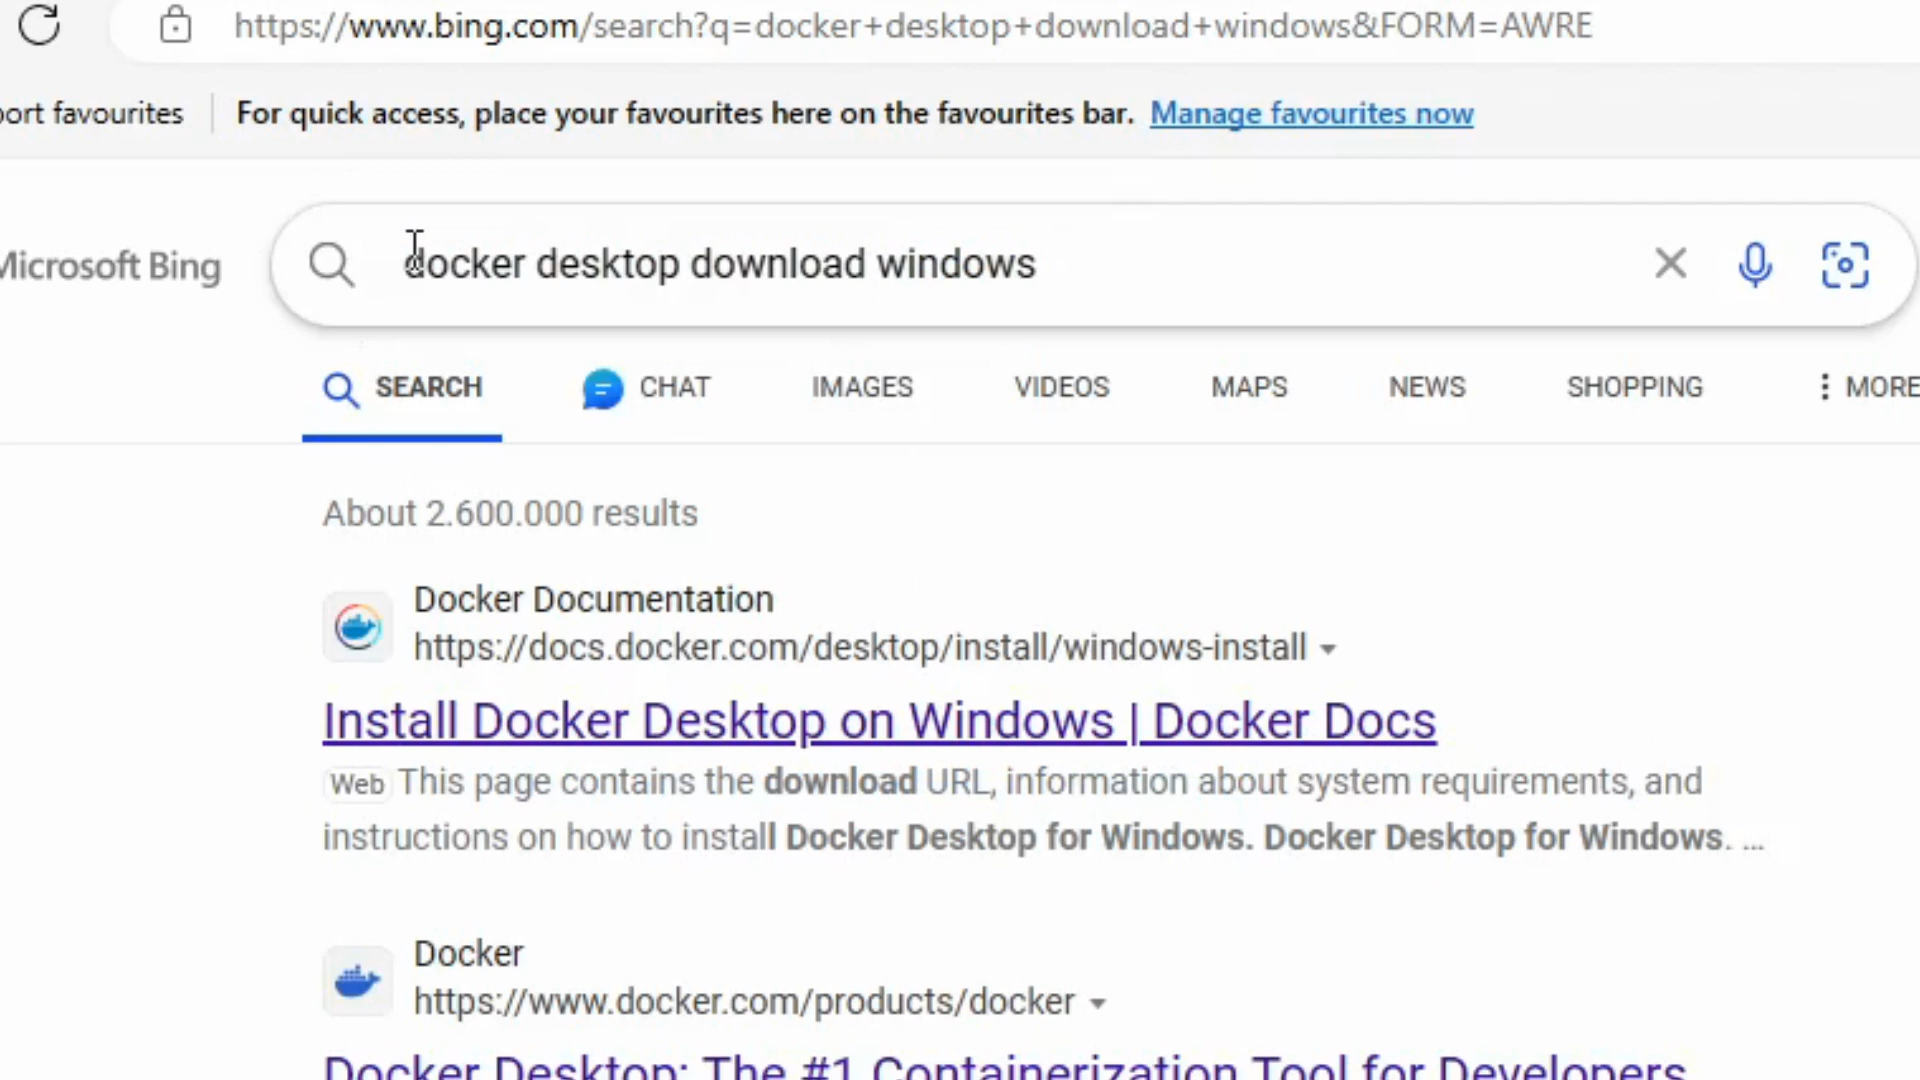 https://www.bing.com/search?q=docker+desktop+download+windows&FORM=AWRE
ort favourites For quick access, place your favourites here on the favourites bar. Manage favourites now
Microsoft Bing docker desktop download windows
SEARCH CHAT IMAGES VIDEOS MAPS NEWS SHOPPING MORE
About 2.600.000 results
Docker Documentation
https://docs.docker.com/desktop/install/windows-install
Install Docker Desktop on Windows | Docker Docs
Web This page contains the download URL, information about system requirements, and
instructions on how to install Docker Desktop for Windows. Docker Desktop for Windows. ...
Docker
https://www.docker.com/products/docker
Docker Desktop: The #1 Containerization Tool for Developers